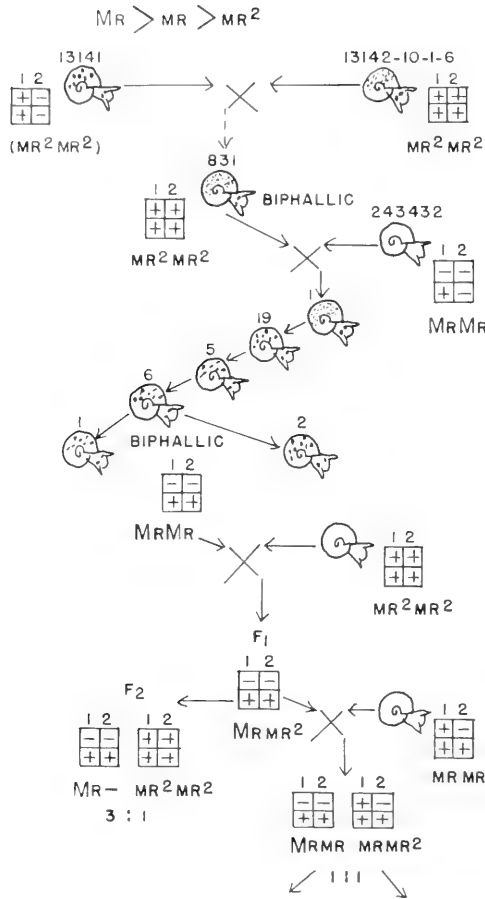 Mr > mr > mr²
13141 13142-10-1-6
1 2 1 2
+ − + +
+ − + +
(mr² mr²) mr² mr²
831
BIPHALLIC
1 2
+ +
+ +
mr² mr²
243432
1 2
− −
+ −
MrMr
1
19
5
6
1
2
BIPHALLIC
1 2
− −
+ +
MrMr
1 2
+ +
+ +
mr² mr²
F1
1 2
− −
+ +
Mrmr²
F2
1 2 1 2
− − + +
+ + + +
Mr− mr² mr²
3 : 1
1 2
+ −
+ +
mr mr
1 2 1 2
− − + −
+ + + +
Mrmr mrmr²
1:1